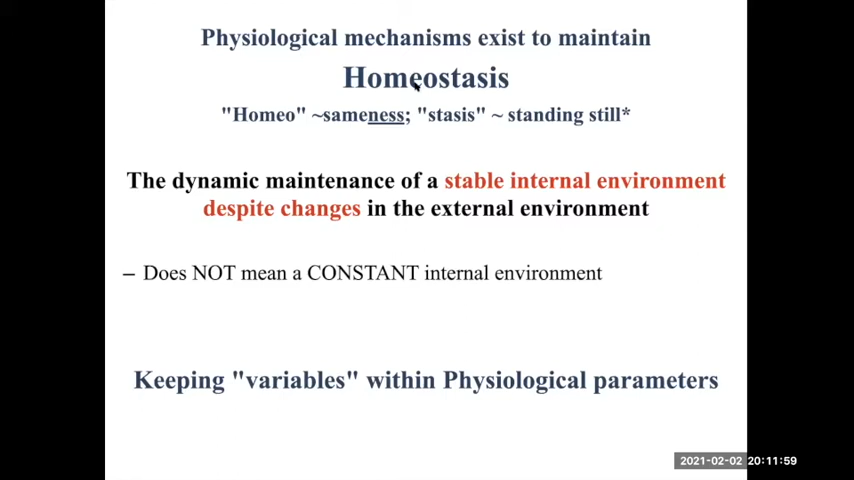 Physiological mechanisms exist to maintain
Homeostasis
"Homeo" ~sameness; "stasis" ~ standing still*
The dynamic maintenance of a stable internal environment
despite changes in the external environment
– Does NOT mean a CONSTANT internal environment
Keeping "variables" within Physiological parameters
2021-02-02 20:11:59